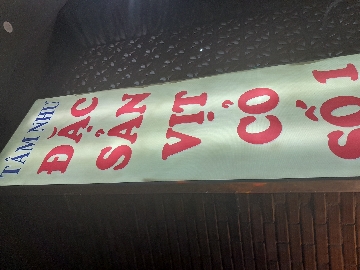 TÂM NHƯ
ĐẶC
SẢN
VỊT
CỎ
SỐ 1